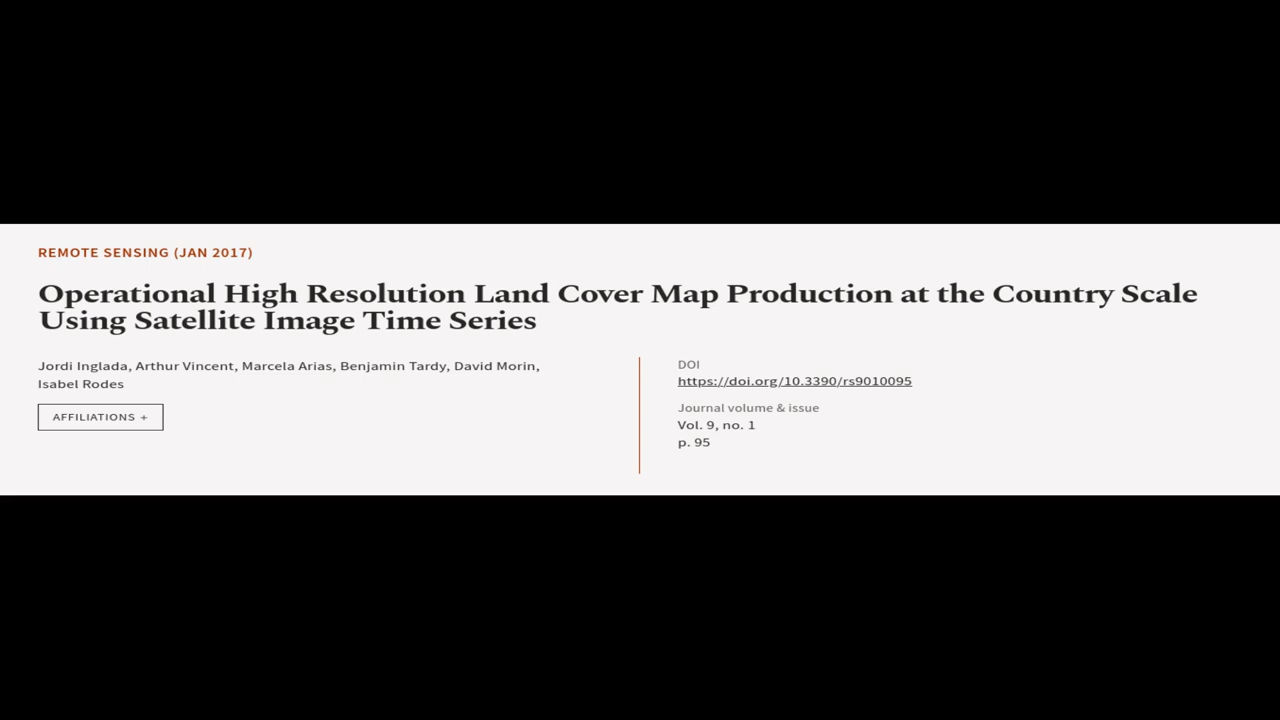 REMOTE SENSING (JAN 2017)
Operational High Resolution Land Cover Map Production at the Country Scale
Using Satellite Image Time Series
Jordi Inglada, Arthur Vincent, Marcela Arias, Benjamin Tardy, David Morin,
Isabel Rodes
AFFILIATIONS +
DOI
https://doi.org/10.3390/rs9010095
Journal volume & issue
Vol. 9, no. 1
p. 95